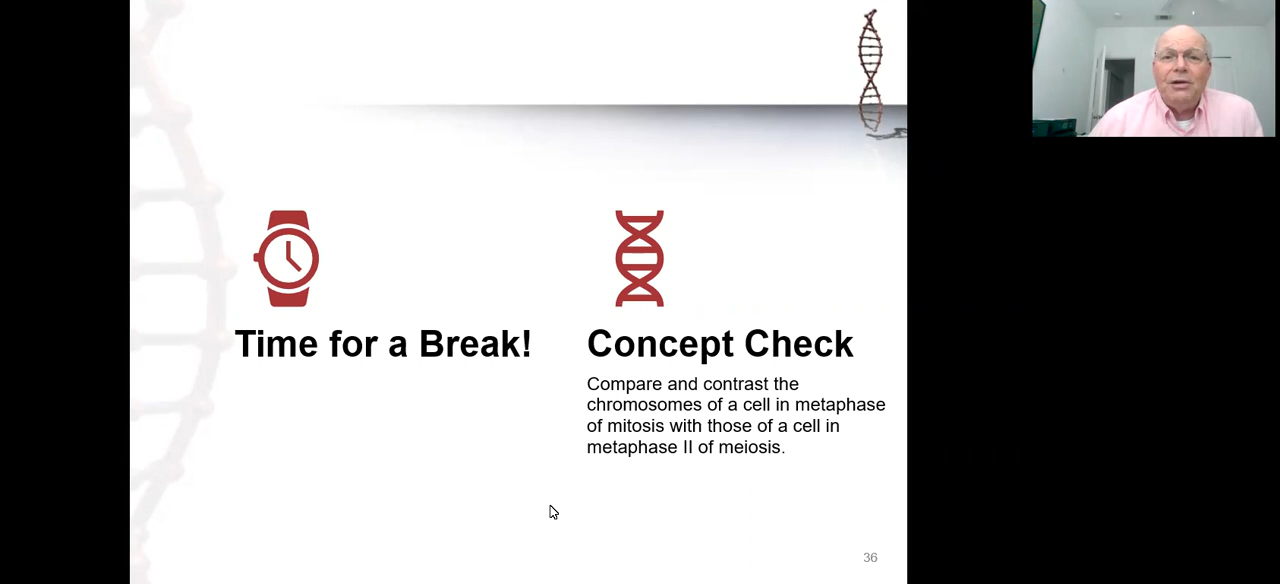 Time for a Break!
Concept Check
Compare and contrast the
chromosomes of a cell in metaphase
of mitosis with those of a cell in
metaphase II of meiosis.
36